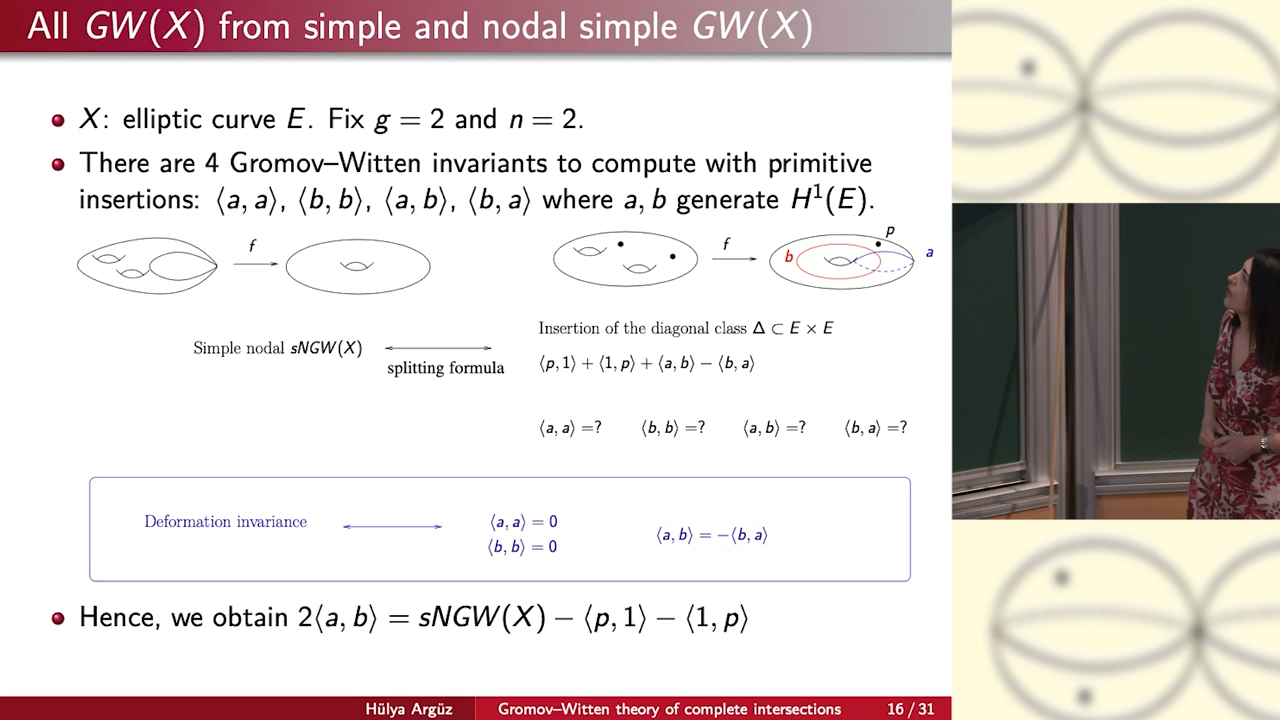 All GW(X) from simple and nodal simple GW(X)
X: elliptic curve E. Fix g = 2 and n = 2.
There are 4 Gromov–Witten invariants to compute with primitive
insertions: ⟨a, a⟩, ⟨b, b⟩, ⟨a, b⟩, ⟨b, a⟩ where a, b generate H¹(E).
f
f
p
b
a
Insertion of the diagonal class Δ ⊂ E × E
Simple nodal sNGW(X)
splitting formula
⟨p, 1⟩ + ⟨1, p⟩ + ⟨a, b⟩ − ⟨b, a⟩
⟨a, a⟩ =? ⟨b, b⟩ =? ⟨a, b⟩ =? ⟨b, a⟩ =?
Deformation invariance
⟨a, a⟩ = 0
⟨b, b⟩ = 0
⟨a, b⟩ = −⟨b, a⟩
Hence, we obtain 2⟨a, b⟩ = sNGW(X) − ⟨p, 1⟩ − ⟨1, p⟩
Hülya Argüz Gromov–Witten theory of complete intersections 16 / 31